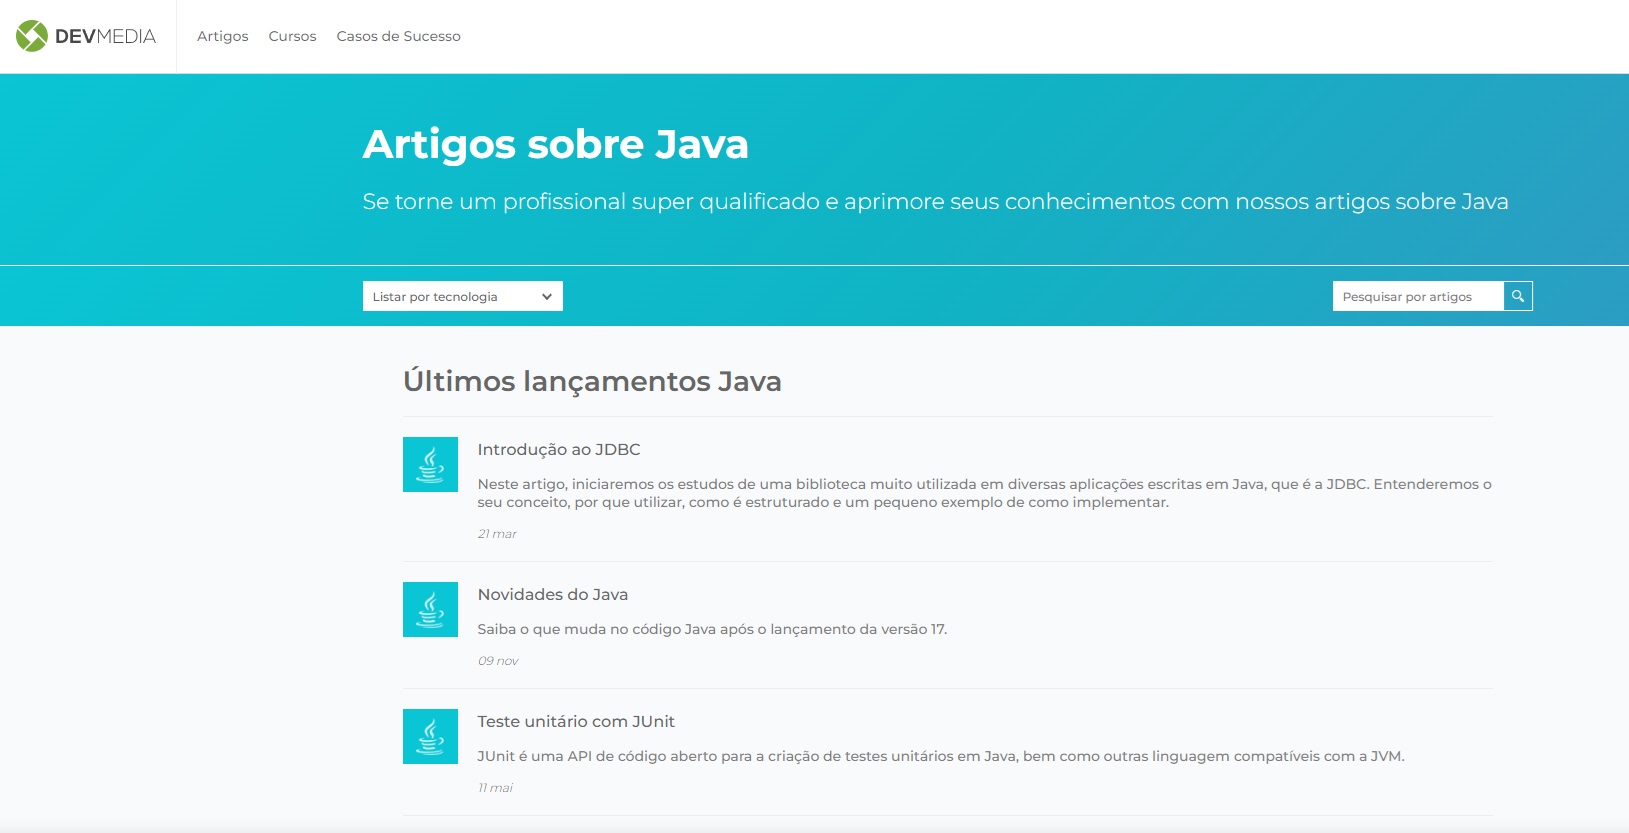 DEVMEDIA
Artigos Cursos Casos de Sucesso
Artigos sobre Java
Se torne um profissional super qualificado e aprimore seus conhecimentos com nossos artigos sobre Java
Listar por tecnologia
Pesquisar por artigos
Últimos lançamentos Java
Introdução ao JDBC
Neste artigo, iniciaremos os estudos de uma biblioteca muito utilizada em diversas aplicações escritas em Java, que é a JDBC. Entenderemos o
seu conceito, por que utilizar, como é estruturado e um pequeno exemplo de como implementar.
21 mar
Novidades do Java
Saiba o que muda no código Java após o lançamento da versão 17.
09 nov
Teste unitário com JUnit
JUnit é uma API de código aberto para a criação de testes unitários em Java, bem como outras linguagem compatíveis com a JVM.
11 mai